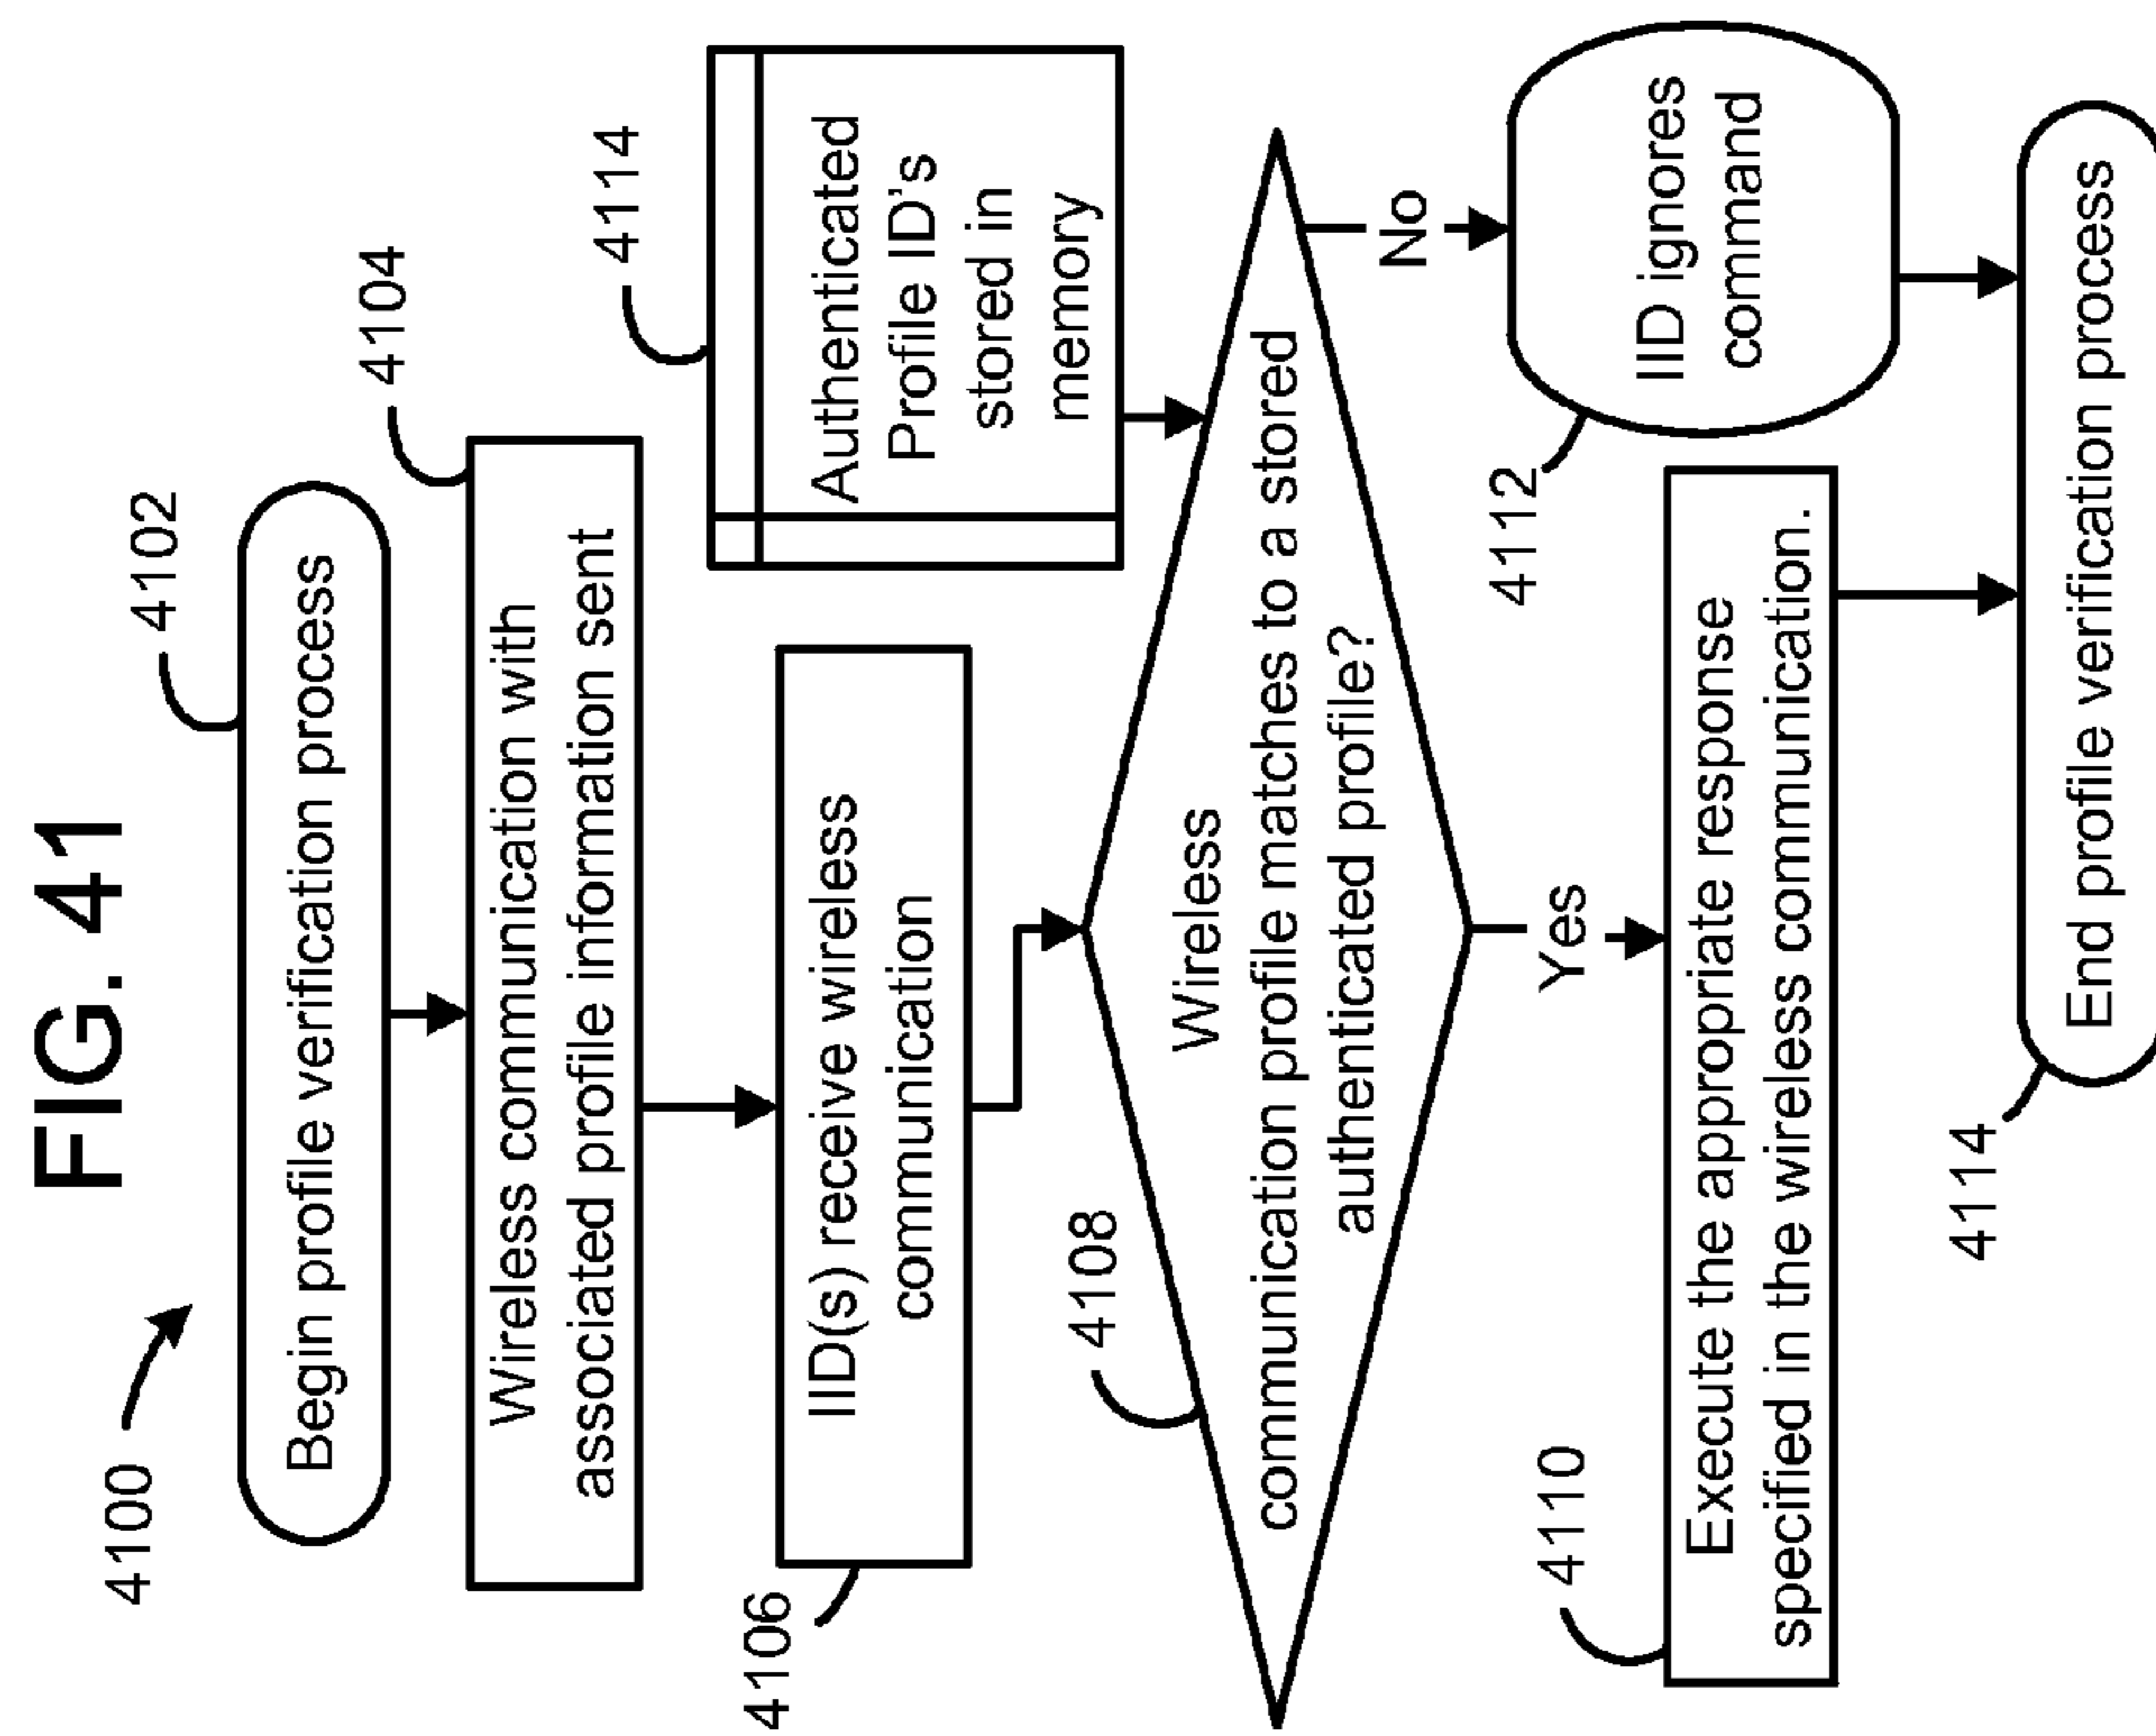 FIG. 41
4100
4102
Begin profile verification process
4104
Wireless communication with
associated profile information sent
4106
IID(s) receive wireless
communication
4114
Authenticated
Profile ID's
stored in
memory
4108
Wireless
communication profile matches to a stored
authenticated profile?
No
Yes
4110
Execute the appropriate response
specified in the wireless communication.
4112
IID ignores
command
4114
End profile verification process